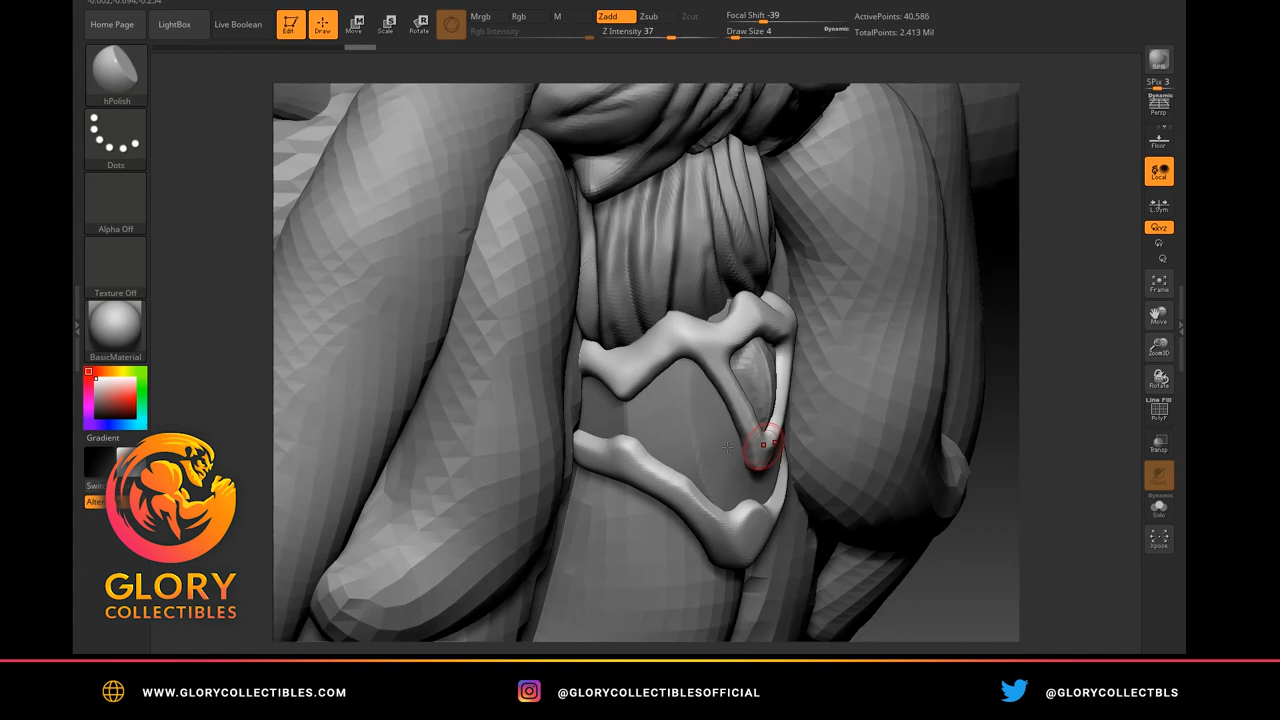 Home Page
LightBox
Live Boolean
Edit
Draw
Move
Scale
Rotate
Mrgb
Rgb
M
Rgb Intensity
Zadd
Zsub
Zcut
Z Intensity 37
Focal Shift -39
Draw Size 4
Dynamic
ActivePoints: 40,586
TotalPoints: 2.413 Mil
hPolish
Dots
Alpha Off
Texture Off
BasicMaterial
Gradient
BPR
SPix 3
Dynamic
Persp
Floor
Local
L.Sym
XYZ
Frame
Move
Zoom3D
Rotate
Line Fill
PolyF
Transp
Dynamic
Solo
Xpose
GLORY
COLLECTIBLES
WWW.GLORYCOLLECTIBLES.COM
@GLORYCOLLECTIBLESOFFICIAL
@GLORYCOLLECTBLS